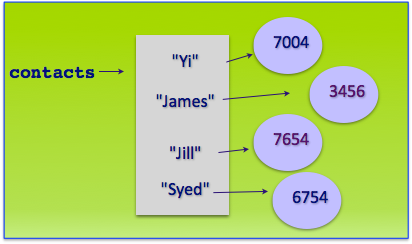 contacts
"Yi"
7004
"James"
3456
"Jill"
7654
"Syed"
6754